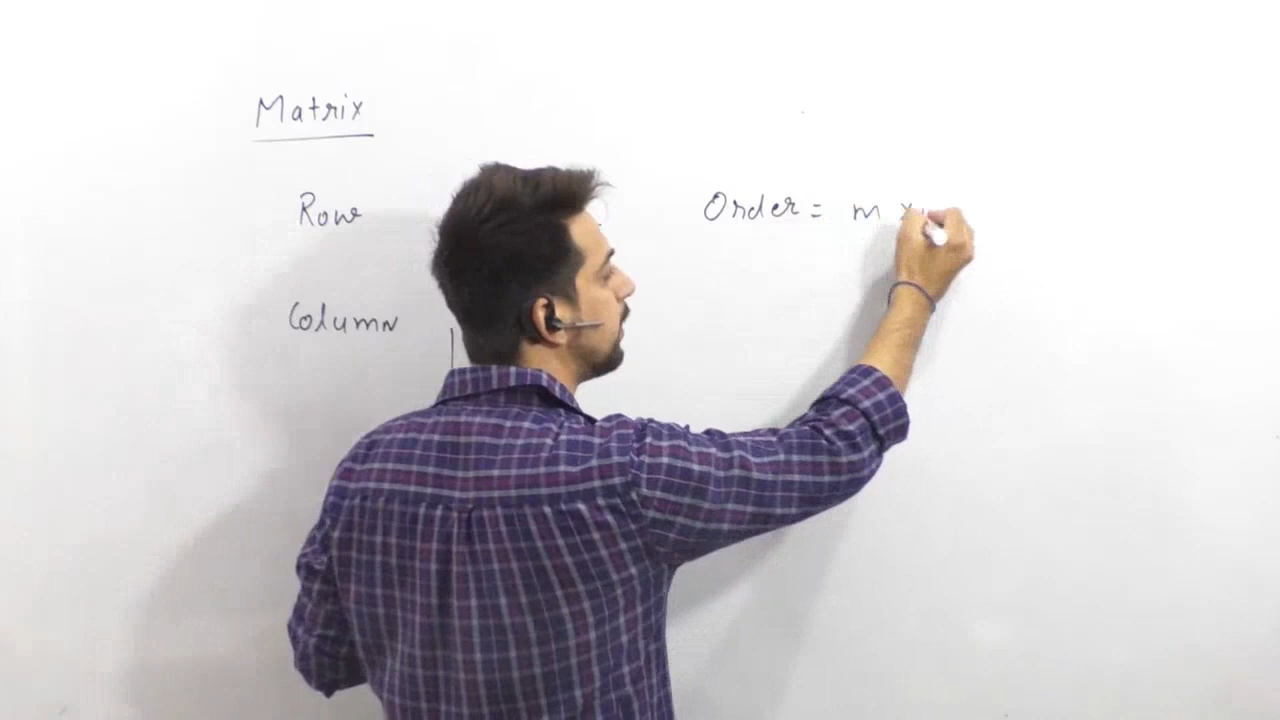 Matrix
Row
Order = m ×
Column